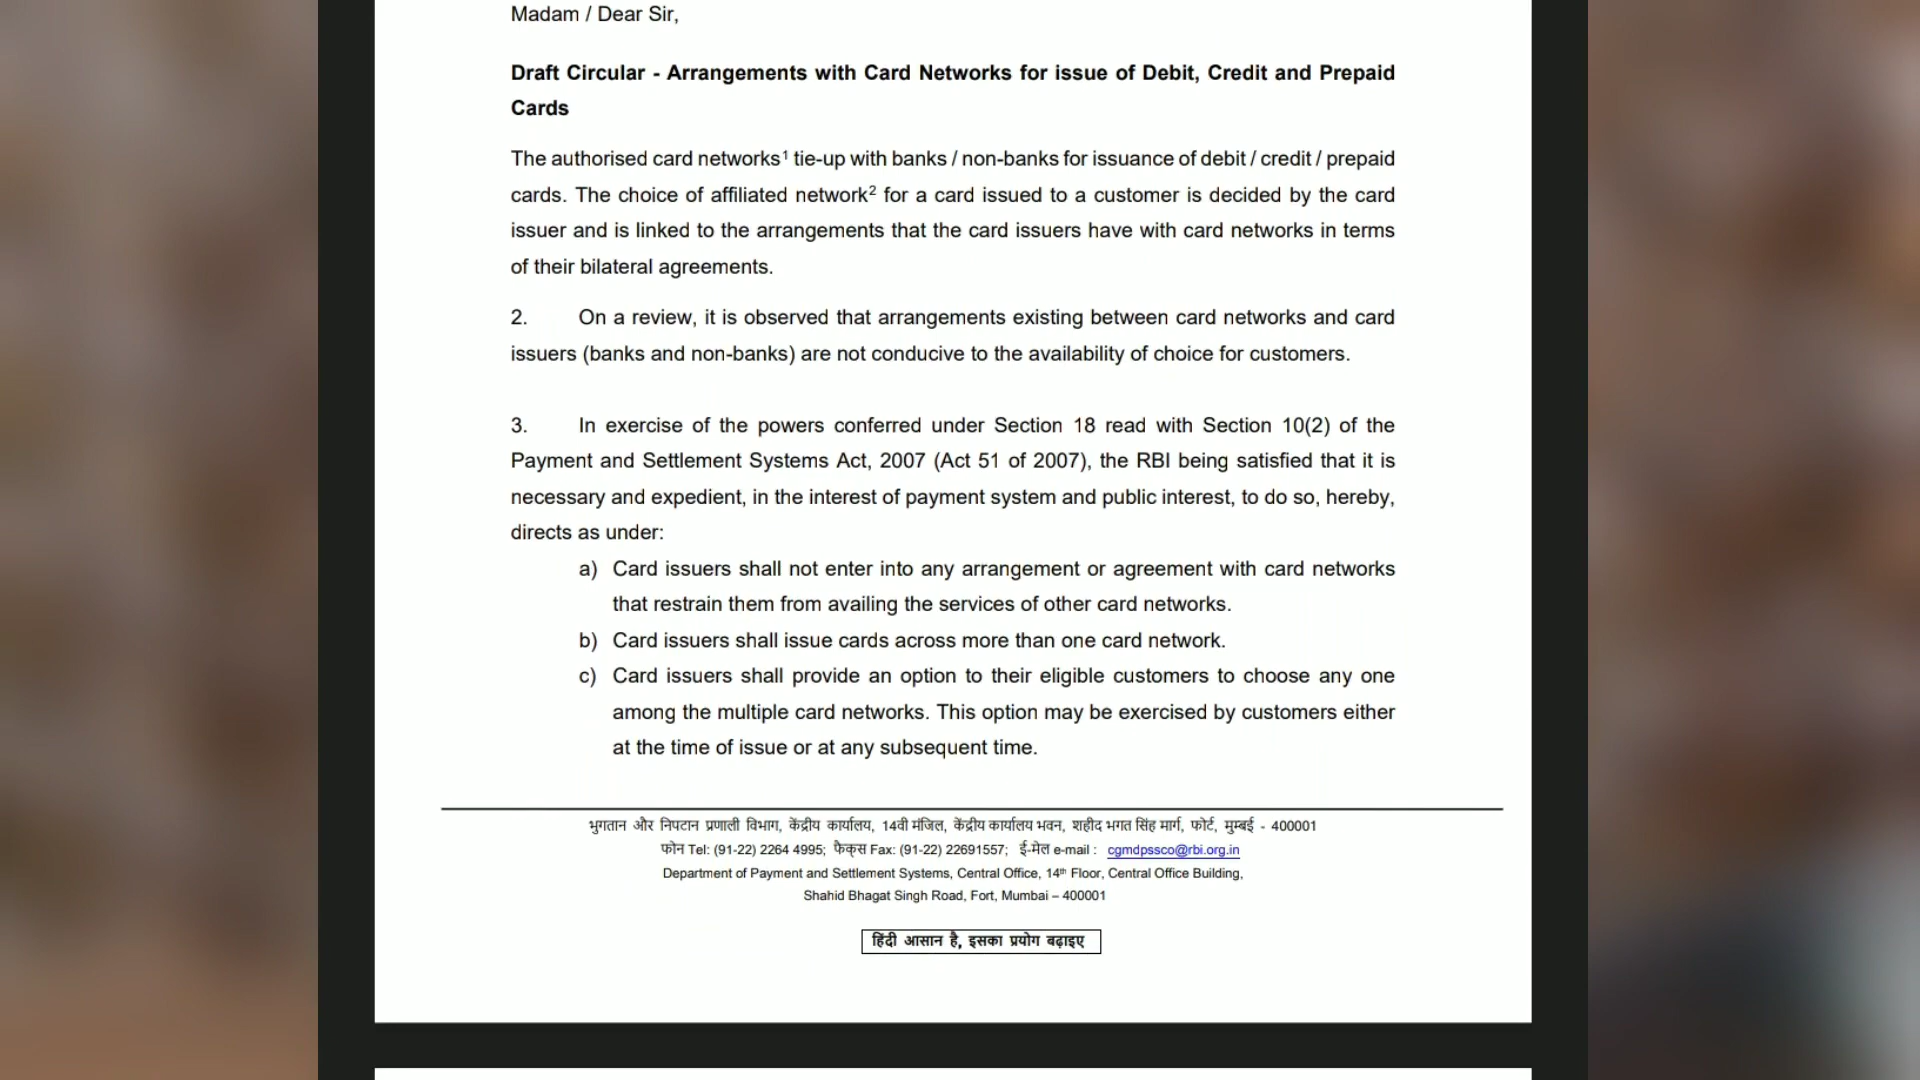 Madam / Dear Sir,
Draft Circular - Arrangements with Card Networks for issue of Debit, Credit and Prepaid
Cards
The authorised card networks¹ tie-up with banks / non-banks for issuance of debit / credit / prepaid
cards. The choice of affiliated network² for a card issued to a customer is decided by the card
issuer and is linked to the arrangements that the card issuers have with card networks in terms
of their bilateral agreements.
2. On a review, it is observed that arrangements existing between card networks and card
issuers (banks and non-banks) are not conducive to the availability of choice for customers.
3. In exercise of the powers conferred under Section 18 read with Section 10(2) of the
Payment and Settlement Systems Act, 2007 (Act 51 of 2007), the RBI being satisfied that it is
necessary and expedient, in the interest of payment system and public interest, to do so, hereby,
directs as under:
a) Card issuers shall not enter into any arrangement or agreement with card networks
that restrain them from availing the services of other card networks.
b) Card issuers shall issue cards across more than one card network.
c) Card issuers shall provide an option to their eligible customers to choose any one
among the multiple card networks. This option may be exercised by customers either
at the time of issue or at any subsequent time.
भुगतान और निपटान प्रणाली विभाग, केंद्रीय कार्यालय, 14वी मंजिल, केंद्रीय कार्यालय भवन, शहीद भगत सिंह मार्ग, फोर्ट, मुम्बई - 400001
फोन Tel: (91-22) 2264 4995; फैक्स Fax: (91-22) 22691557; ई-मेल e-mail : cgmdpssco@rbi.org.in
Department of Payment and Settlement Systems, Central Office, 14th Floor, Central Office Building,
Shahid Bhagat Singh Road, Fort, Mumbai – 400001
हिंदी आसान है, इसका प्रयोग बढ़ाइए